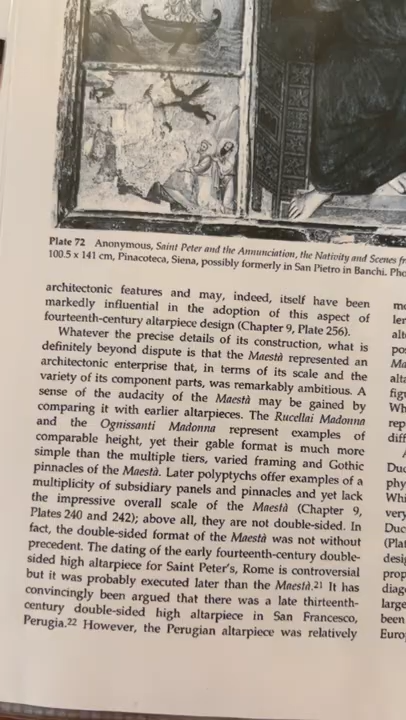 Plate 72 Anonymous, Saint Peter and the Annunciation, the Nativity and Scenes
100.5 x 141 cm, Pinacoteca, Siena, possibly formerly in San Pietro in Banchi.
architectonic features and may, indeed, itself have been
markedly influential in the adoption of this aspect of
fourteenth-century altarpiece design (Chapter 9, Plate 256).
Whatever the precise details of its construction, what is
definitely beyond dispute is that the Maestà represented an
architectonic enterprise that, in terms of its scale and the
variety of its component parts, was remarkably ambitious. A
sense of the audacity of the Maestà may be gained by
comparing it with earlier altarpieces. The Rucellai Madonna
and the Ognissanti Madonna represent examples of
comparable height, yet their gable format is much more
simple than the multiple tiers, varied framing and Gothic
pinnacles of the Maestà. Later polyptychs offer examples of a
multiplicity of subsidiary panels and pinnacles and yet lack
the impressive overall scale of the Maestà (Chapter 9,
Plates 240 and 242); above all, they are not double-sided. In
fact, the double-sided format of the Maestà was not without
precedent. The dating of the early fourteenth-century double-
sided high altarpiece for Saint Peter's, Rome is controversial
but it was probably executed later than the Maestà.21 It has
convincingly been argued that there was a late thirteenth-
century double-sided high altarpiece in San Francesco,
Perugia.22 However, the Perugian altarpiece was relatively